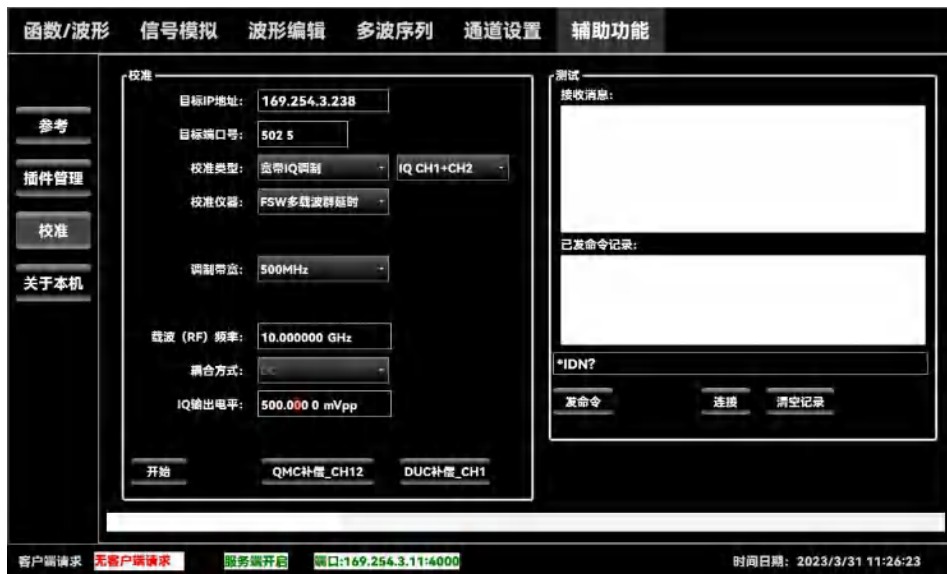 函数/波形 信号模拟 波形编辑 多波序列 通道设置 辅助功能
参考
插件管理
校准
关于本机
校准
目标IP地址: 169.254.3.238
目标端口号: 502 5
校准类型: 宽带IQ调制 IQ CH1+CH2
校准仪器: FSW多载波群延时
调制带宽: 500MHz
载波（RF）频率: 10.000000 GHz
耦合方式: DC
IQ输出电平: 500.000 0 mVpp
开始 QMC补偿_CH12 DUC补偿_CH1
测试
接收消息:
已发命令记录:
*IDN?
发命令 连接 清空记录
客户端请求 无客户端请求 服务端开启 端口:169.254.3.11:4000 时间日期: 2023/3/31 11:26:23